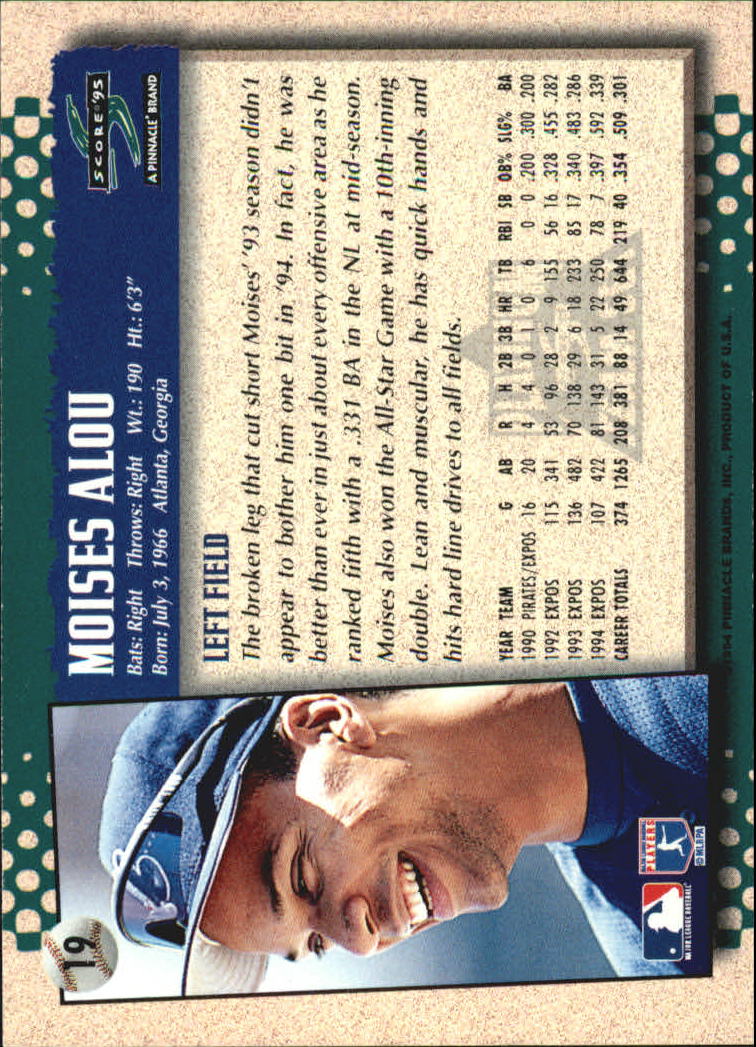 19
MOISES ALOU
Bats: Right Throws: Right Wt.: 190 Ht.: 6'3"
Born: July 3, 1966 Atlanta, Georgia
SCORE '95
A PINNACLE BRAND
LEFT FIELD
The broken leg that cut short Moises' '93 season didn't
appear to bother him one bit in '94. In fact, he was
better than ever in just about every offensive area as he
ranked fifth with a .331 BA in the NL at mid-season.
Moises also won the All-Star Game with a 10th-inning
double. Lean and muscular, he has quick hands and
hits hard line drives to all fields.
YEAR TEAM G AB R H 2B 3B HR TB RBI SB OB% SLG% BA
1990 PIRATES/EXPOS 16 20 4 4 0 1 0 6 0 0 .200 .300 .200
1992 EXPOS 115 341 53 96 28 2 9 155 56 16 .328 .455 .282
1993 EXPOS 136 482 70 138 29 6 18 233 85 17 .340 .483 .286
1994 EXPOS 107 422 81 143 31 5 22 250 78 7 .397 .592 .339
CAREER TOTALS 374 1265 208 381 88 14 49 644 219 40 .354 .509 .301
MAJOR LEAGUE BASEBALL
PLAYERS
© MLBPA
1994 PINNACLE BRANDS, INC., PRODUCT OF U.S.A.